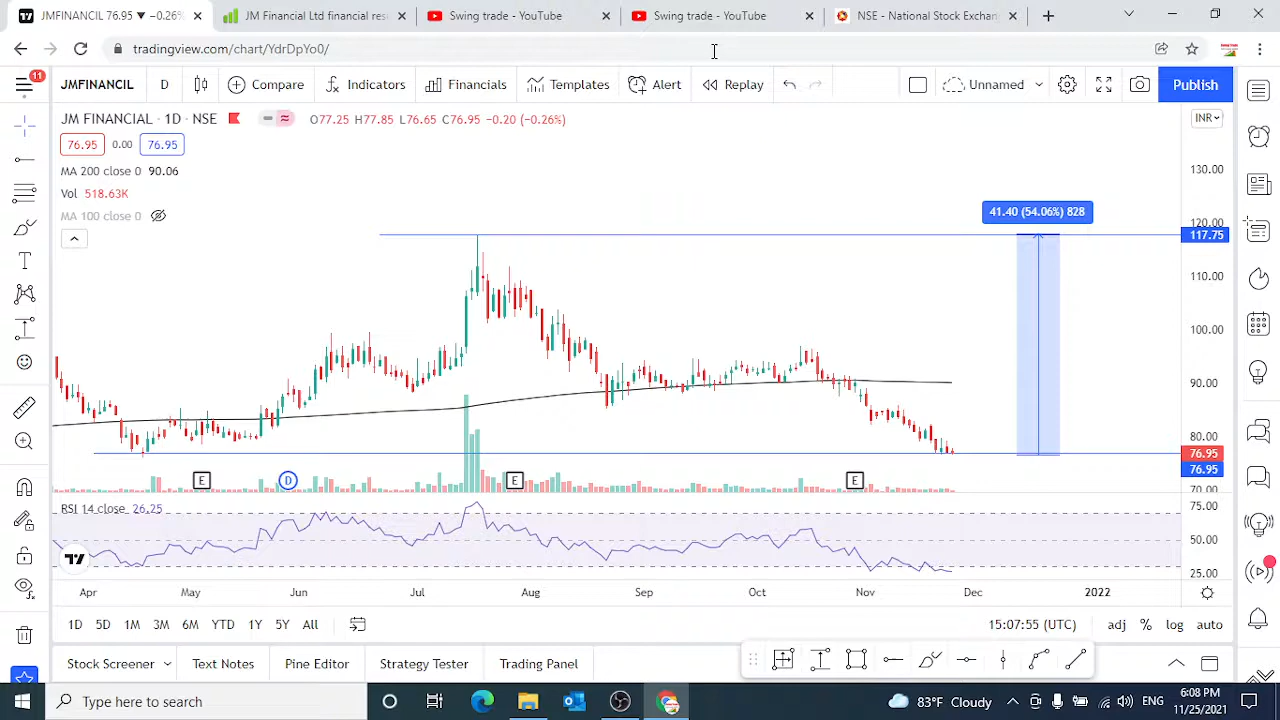 JMFINANCIL 76.95 ▼ −0.26%
JM Financial Ltd financial res
Swing trade - YouTube
Swing trade - YouTube
NSE - National Stock Exchan
tradingview.com/chart/YdrDpYo0/
11
JMFINANCIL
D
Compare
Indicators
Financials
Templates
Alert
Replay
Unnamed
Publish
JM FINANCIAL · 1D · NSE
O77.25 H77.85 L76.65 C76.95 −0.20 (−0.26%)
INR
76.95
0.00
76.95
MA 200 close 0 90.06
Vol 518.63K
MA 100 close 0
41.40 (54.06%) 828
130.00
120.00
117.75
110.00
100.00
90.00
80.00
76.95
76.95
70.00
E
D
E
E
RSI 14 close 26.25
75.00
50.00
25.00
Apr
May
Jun
Jul
Aug
Sep
Oct
Nov
Dec
2022
1D
5D
1M
3M
6M
YTD
1Y
5Y
All
15:07:55 (UTC)
adj
%
log
auto
Stock Screener
Text Notes
Pine Editor
Strategy Tester
Trading Panel
Type here to search
83°F Cloudy
ENG
6:08 PM
11/25/2021